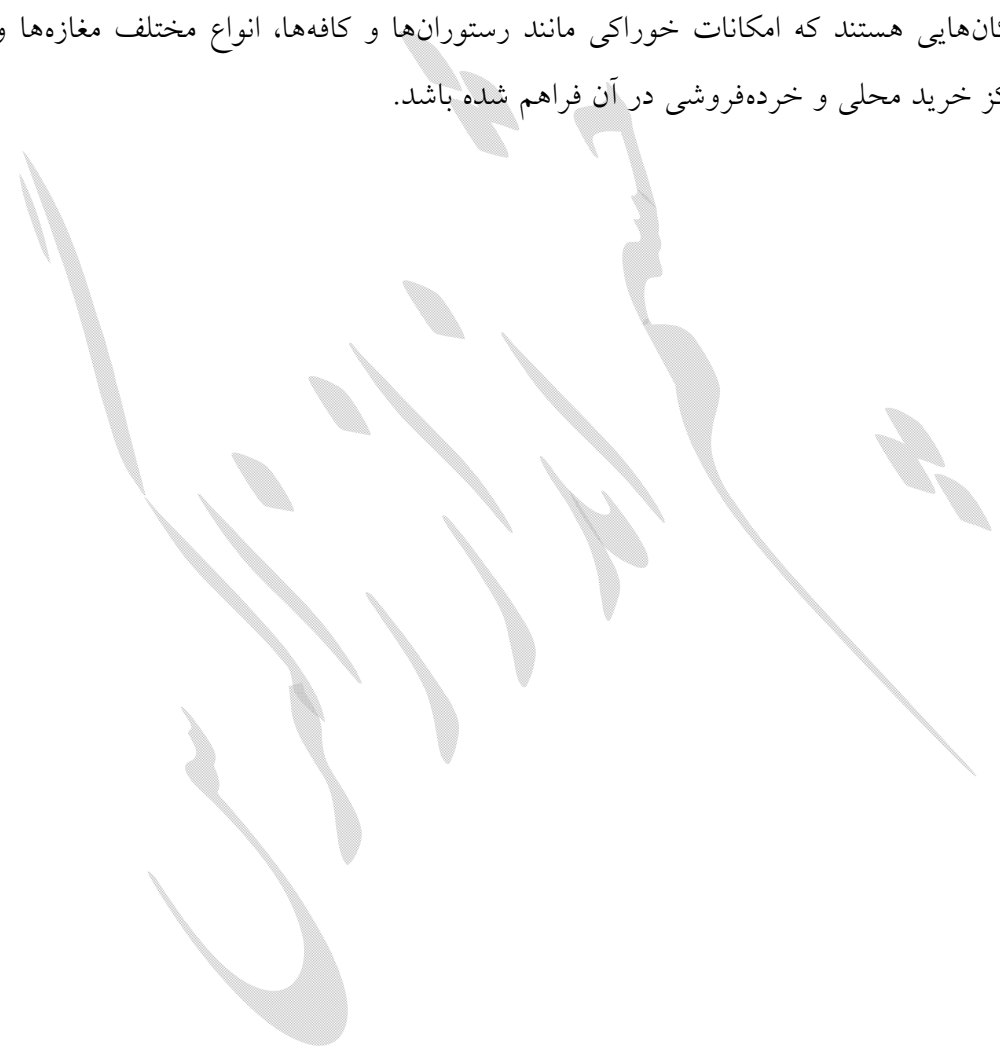 هستند که امکانات خوراکی مانند رستوران‌ها و کافه‌ها، انواع مختلف مغازه‌ها و
خرید محلی و خرده‌فروشی در آن فراهم شده باشد.